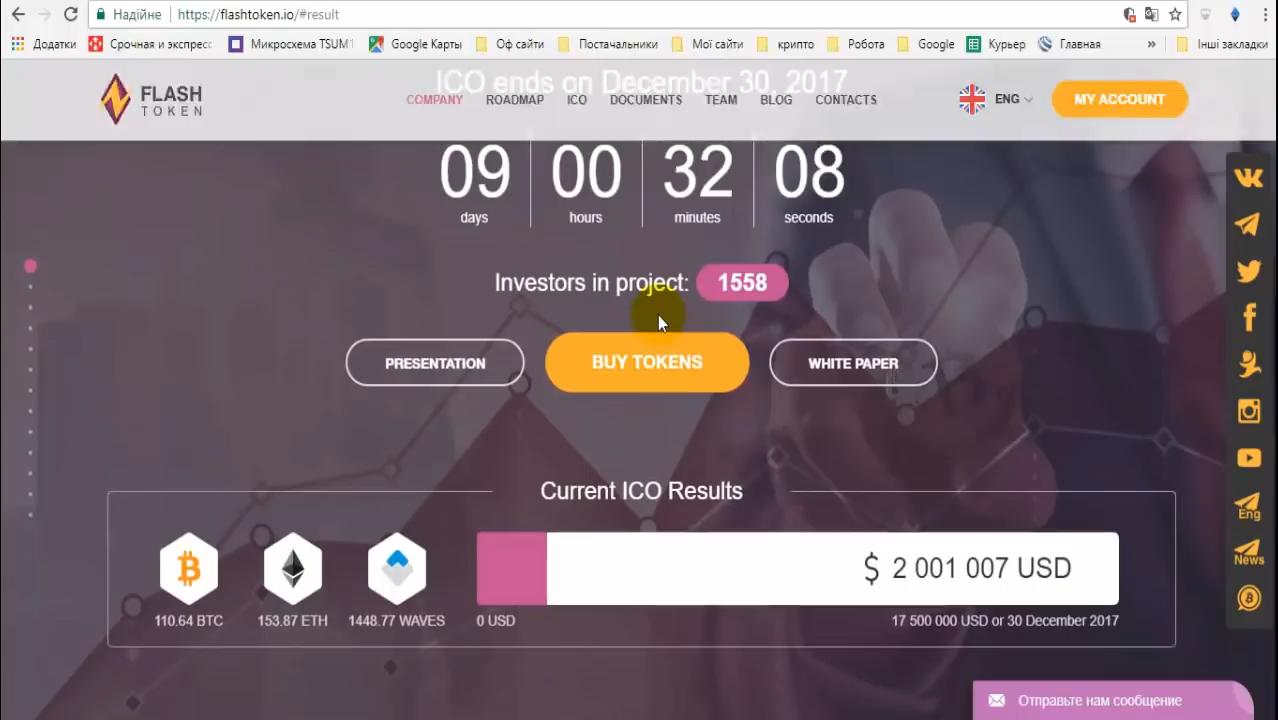 Надійне https://flashtoken.io/#result
Додатки Срочная и экспресс Микросхема TSUM1 Google Карты Оф сайти Постачальники Мої сайти крипто Робота Google Курьер Главная » Інші закладки
ICO ends on December 30, 2017
FLASH
TOKEN
COMPANY ROADMAP ICO DOCUMENTS TEAM BLOG CONTACTS
ENG
MY ACCOUNT
09 00 32 08
days hours minutes seconds
Investors in project: 1558
PRESENTATION BUY TOKENS WHITE PAPER
Current ICO Results
$ 2 001 007 USD
110.64 BTC 153.87 ETH 1448.77 WAVES 0 USD 17 500 000 USD or 30 December 2017
Eng
News
Отправьте нам сообщение